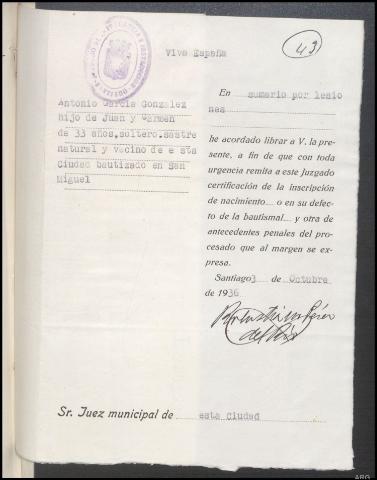 43
Viva España
Antonio García González
hijo de Juan y Carmen
de 33 años,soltero,sastre
natural y vecino de e sta
Ciudad bautizado en San
Miguel
En sumario por lesio
nes
he acordado librar a V. la pre-
sente, a fin de que con toda
urgencia remita a este Juzgado
certificación de la inscripción
de nacimiento o en su defec-
to de la bautismal y otra de
antecedentes penales del pro-
cesado que al margen se ex-
presa.
Santiago 3 de Octubre
de 1936
Sr. Juez municipal de esta Ciudad
ARG